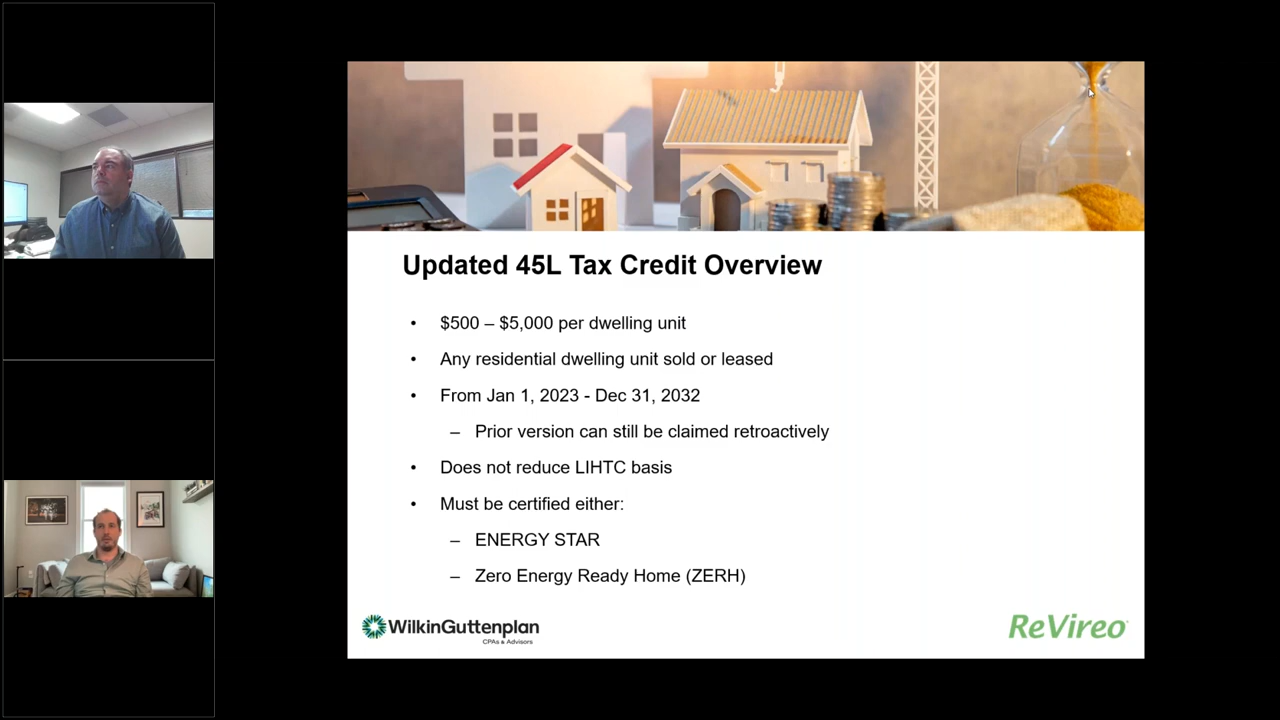 Updated 45L Tax Credit Overview
• $500 – $5,000 per dwelling unit
• Any residential dwelling unit sold or leased
• From Jan 1, 2023 - Dec 31, 2032
– Prior version can still be claimed retroactively
• Does not reduce LIHTC basis
• Must be certified either:
– ENERGY STAR
– Zero Energy Ready Home (ZERH)
WilkinGuttenplan
CPAs & Advisors
ReVireo